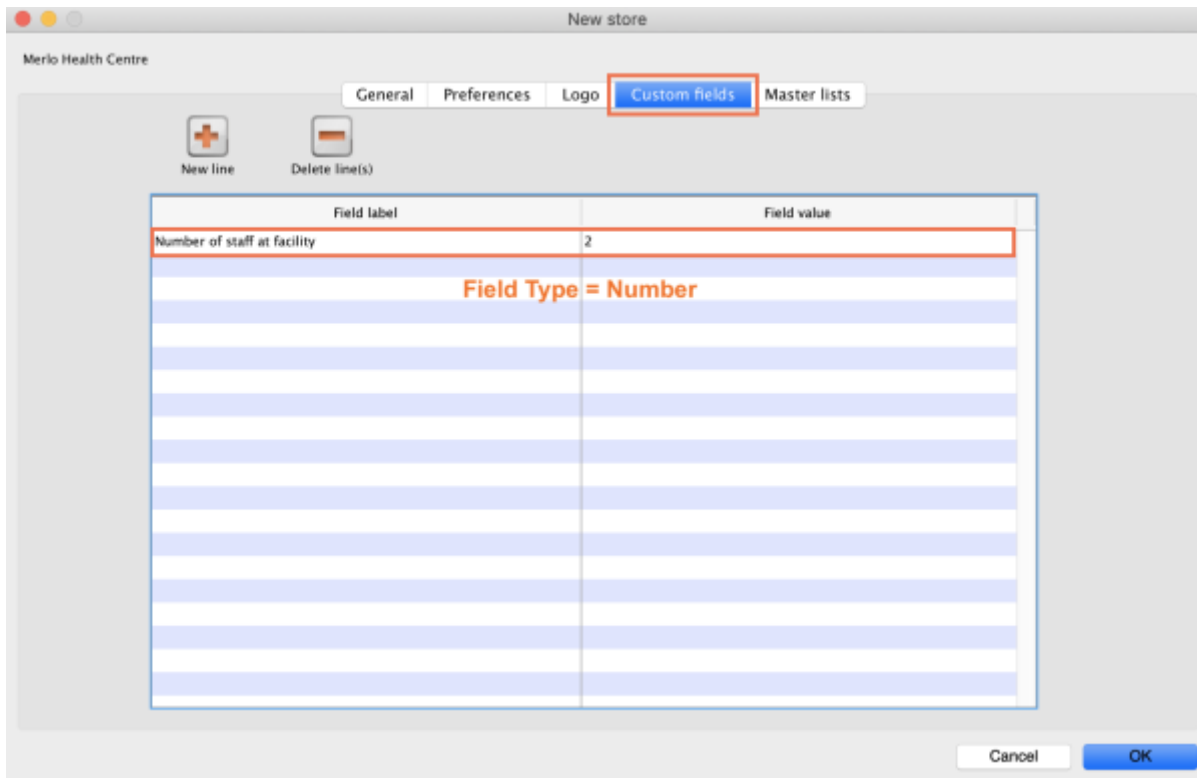 New store
Merlo Health Centre
General Preferences Logo Custom fields Master lists
New line Delete line(s)
Field label Field value
Number of staff at facility 2
Field Type = Number
Cancel OK